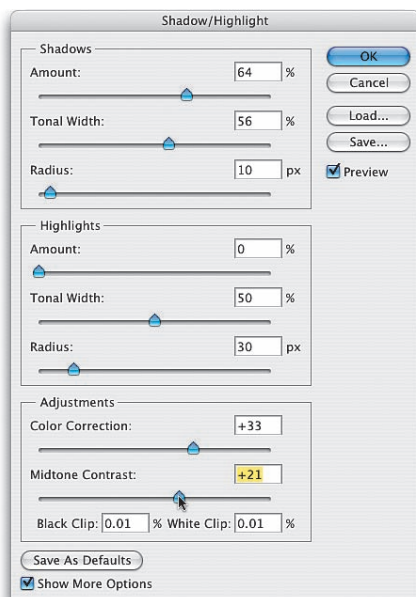 Shadow/Highlight
Shadows
Amount: 64 %
Tonal Width: 56 %
Radius: 10 px
Highlights
Amount: 0 %
Tonal Width: 50 %
Radius: 30 px
Adjustments
Color Correction: +33
Midtone Contrast: +21
Black Clip: 0.01 % White Clip: 0.01 %
Save As Defaults
Show More Options
OK
Cancel
Load...
Save...
Preview